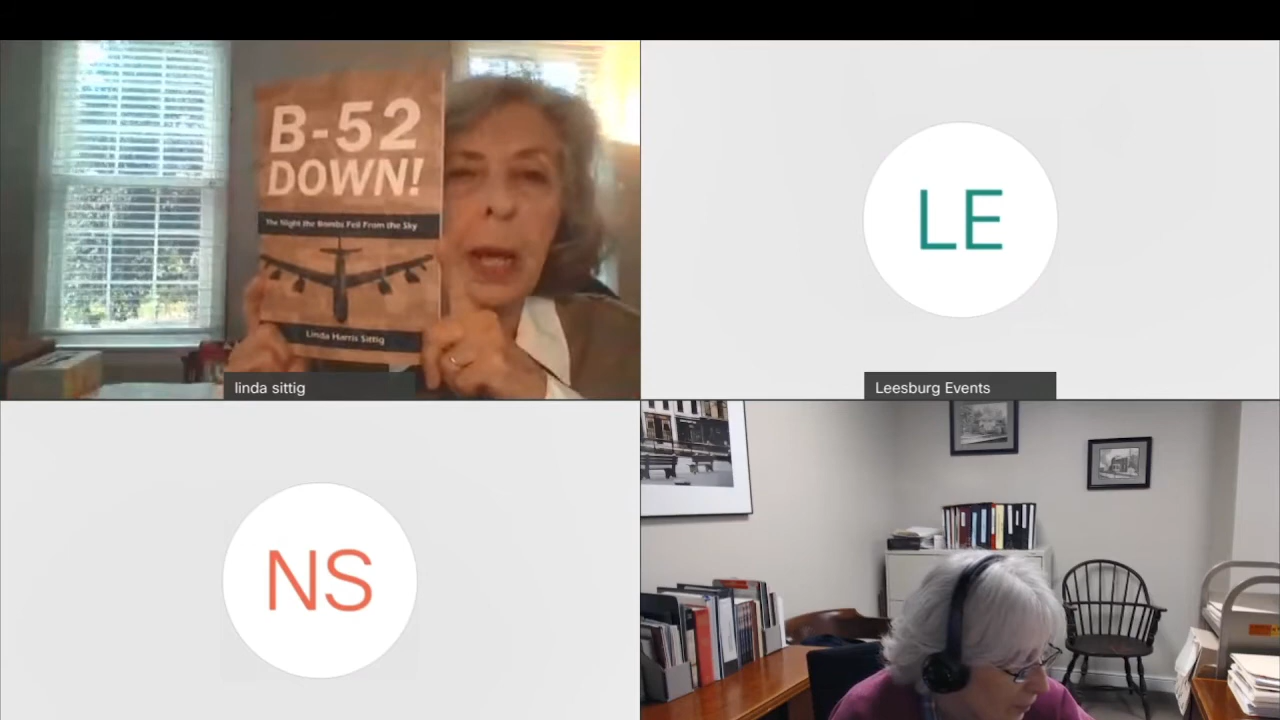 B-52
DOWN!
The Night the Bombs Fell From the Sky
Linda Harris Sittig
linda sittig
LE
Leesburg Events
NS